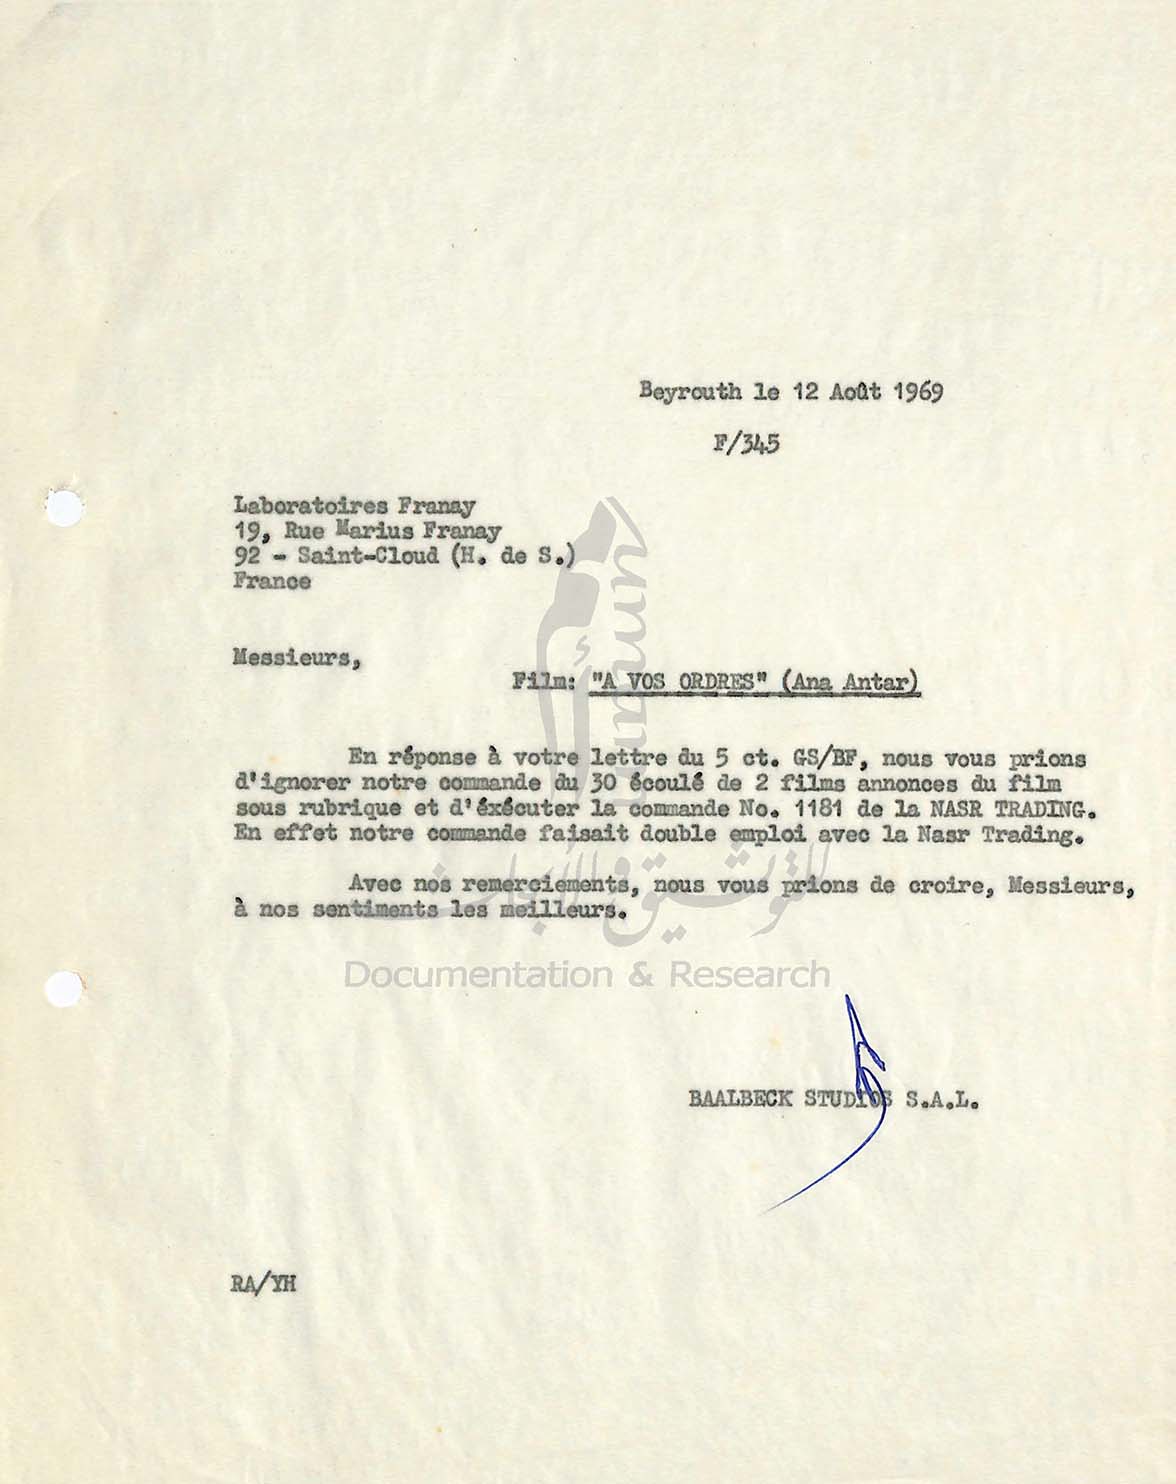 Beyrouth le 12 Août 1969
F/345
Laboratoires Franay
19, Rue Marius Franay
92 - Saint-Cloud (H. de S.)
France
Messieurs,
Film: "A VOS ORDRES" (Ana Antar)
En réponse à votre lettre du 5 ct. GS/BF, nous vous prions
d'ignorer notre commande du 30 écoulé de 2 films annonces du film
sous rubrique et d'éxécuter la commande No. 1181 de la NASR TRADING.
En effet notre commande faisait double emploi avec la Nasr Trading.
Avec nos remerciements, nous vous prions de croire, Messieurs,
à nos sentiments les meilleurs.
umam
أمم
للتوثيق والأبحاث
Documentation & Research
BAALBECK STUDIOS S.A.L.
RA/YH